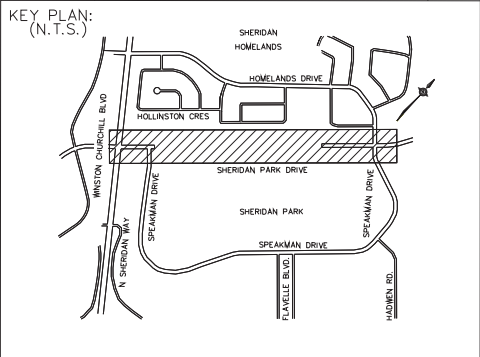 KEY PLAN:
(N.T.S.)
SHERIDAN
HOMELANDS
HOMELANDS DRIVE
HOLLINSTON CRES
WINSTON CHURCHILL BLVD
SHERIDAN PARK DRIVE
SPEAKMAN DRIVE
SPEAKMAN DRIVE
SHERIDAN PARK
N SHERIDAN WAY
SPEAKMAN DRIVE
FLAVELLE BLVD.
HADWEN RD.